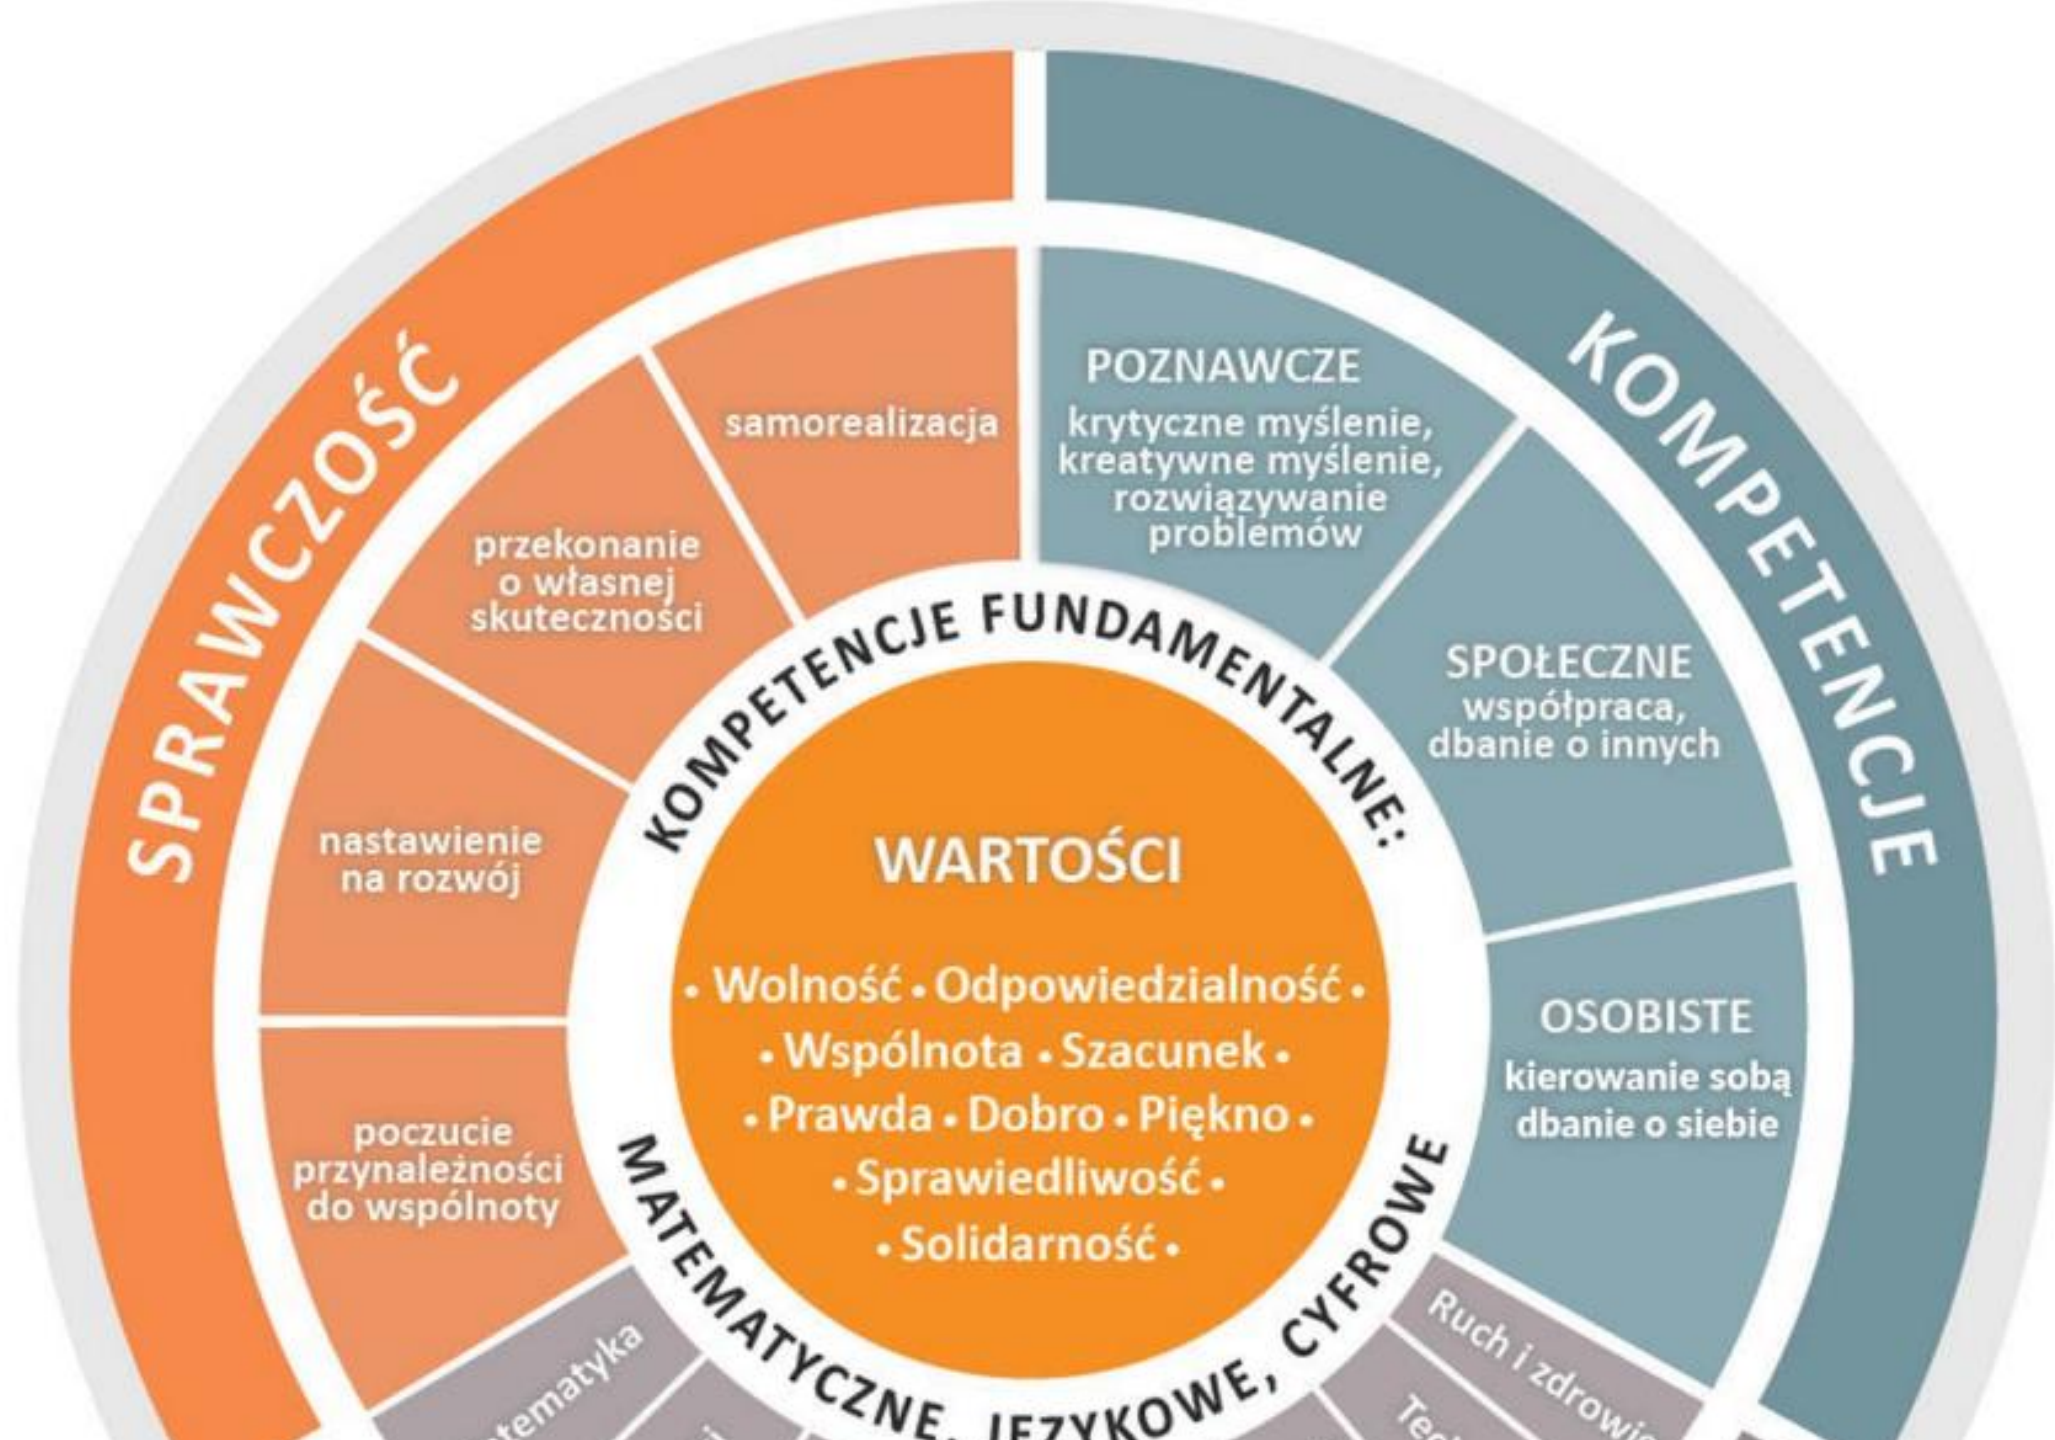 SPRAWCZOŚĆ
KOMPETENCJE
samorealizacja
przekonanie
o własnej
skuteczności
nastawienie
na rozwój
poczucie
przynależności
do wspólnoty
POZNAWCZE
krytyczne myślenie,
kreatywne myślenie,
rozwiązywanie
problemów
SPOŁECZNE
współpraca,
dbanie o innych
OSOBISTE
kierowanie sobą
dbanie o siebie
KOMPETENCJE FUNDAMENTALNE:
MATEMATYCZNE, JĘZYKOWE, CYFROWE
WARTOŚCI
• Wolność • Odpowiedzialność •
• Wspólnota • Szacunek •
• Prawda • Dobro • Piękno •
• Sprawiedliwość •
• Solidarność •
Ruch i zdrowie